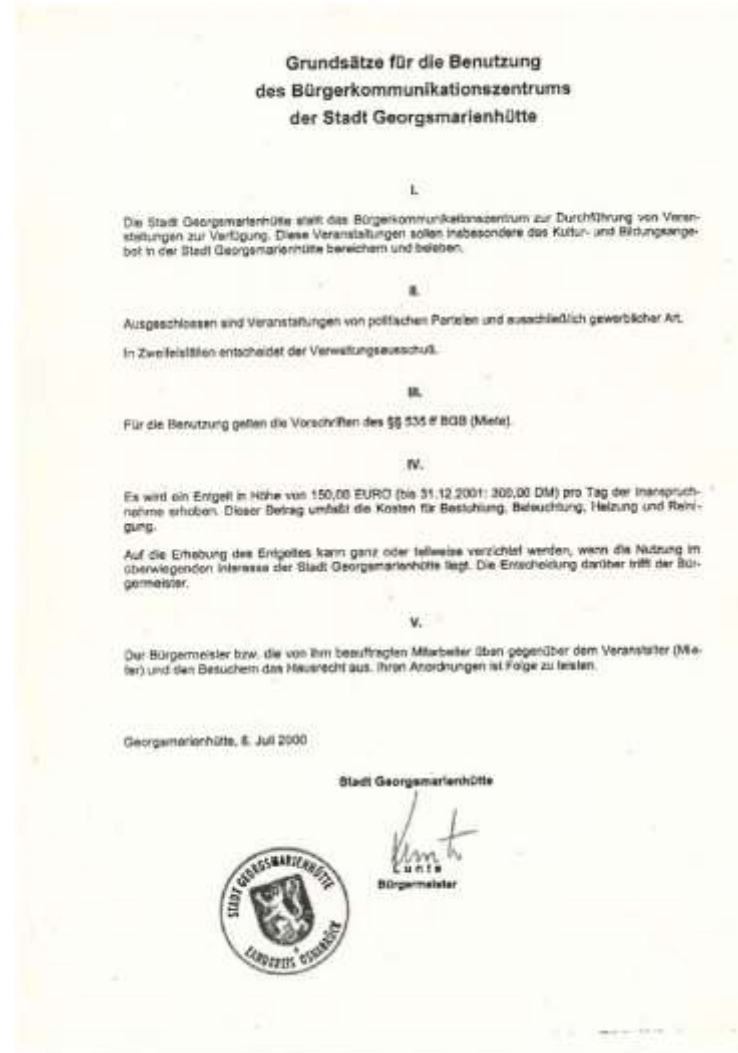 Grundsätze für die Benutzung
des Bürgerkommunikationszentrums
der Stadt Georgsmarienhütte
I.
Die Stadt Georgsmarienhütte stellt das Bürgerkommunikationszentrum zur Durchführung von Veran-
staltungen zur Verfügung. Diese Veranstaltungen sollen insbesondere das Kultur- und Bildungsange-
bot in der Stadt Georgsmarienhütte bereichern und beleben.
II.
Ausgeschlossen sind Veranstaltungen von politischen Parteien und ausschließlich gewerblicher Art.
In Zweifelsfällen entscheidet der Verwaltungsausschuß.
III.
Für die Benutzung gelten die Vorschriften des §§ 535 ff BGB (Miete).
IV.
Es wird ein Entgelt in Höhe von 150,00 EURO (bis 31.12.2001: 300,00 DM) pro Tag der Inanspruch-
nahme erhoben. Dieser Betrag umfaßt die Kosten für Bestuhlung, Beleuchtung, Heizung und Reini-
gung.
Auf die Erhebung des Entgeltes kann ganz oder teilweise verzichtet werden, wenn die Nutzung im
überwiegenden Interesse der Stadt Georgsmarienhütte liegt. Die Entscheidung darüber trifft der Bür-
germeister.
V.
Der Bürgermeister bzw. die von ihm beauftragten Mitarbeiter üben gegenüber dem Veranstalter (Mie-
ter) und den Besuchern das Hausrecht aus. Ihren Anordnungen ist Folge zu leisten.
Georgsmarienhütte, Juli 2000
Stadt Georgsmarienhütte
Lunte
Bürgermeister
STADT GEORGSMARIENHÜTTE
LANDKREIS OSNABRÜCK